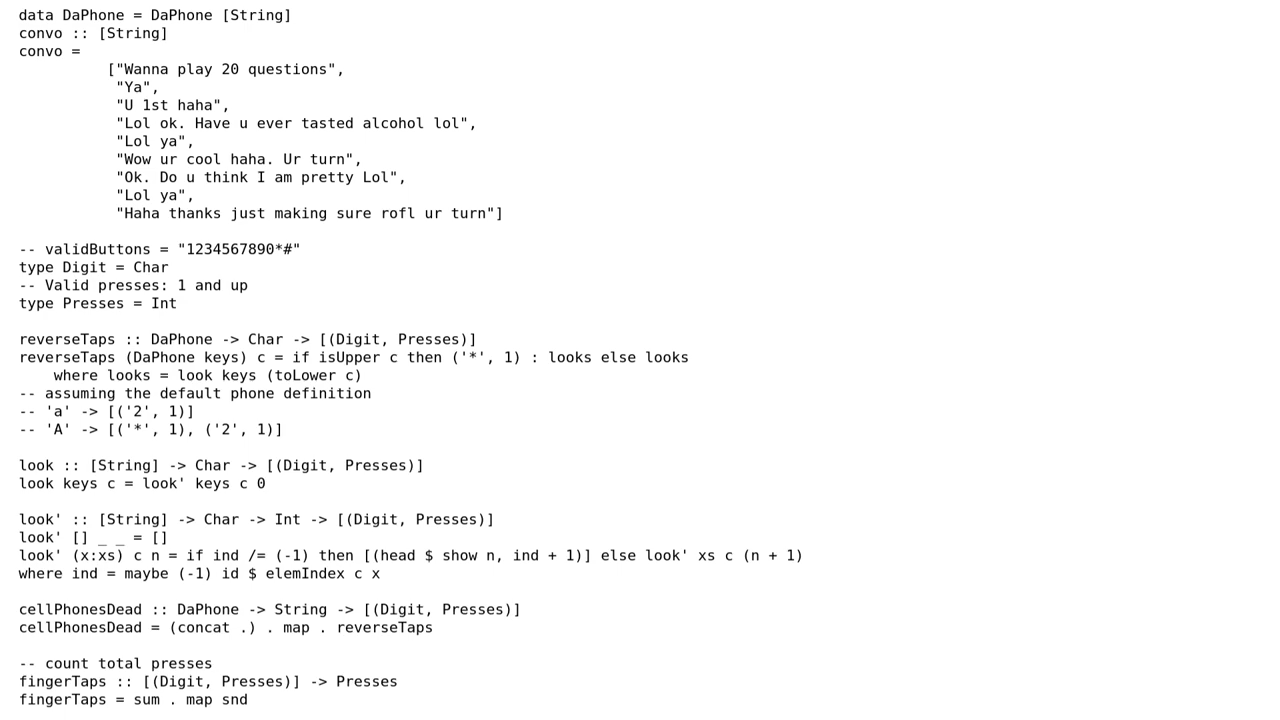 data DaPhone = DaPhone [String]
convo :: [String]
convo =
          ["Wanna play 20 questions",
           "Ya",
           "U 1st haha",
           "Lol ok. Have u ever tasted alcohol lol",
           "Lol ya",
           "Wow ur cool haha. Ur turn",
           "Ok. Do u think I am pretty Lol",
           "Lol ya",
           "Haha thanks just making sure rofl ur turn"]

-- validButtons = "1234567890*#"
type Digit = Char
-- Valid presses: 1 and up
type Presses = Int

reverseTaps :: DaPhone -> Char -> [(Digit, Presses)]
reverseTaps (DaPhone keys) c = if isUpper c then ('*', 1) : looks else looks
    where looks = look keys (toLower c)
-- assuming the default phone definition
-- 'a' -> [('2', 1)]
-- 'A' -> [('*', 1), ('2', 1)]

look :: [String] -> Char -> [(Digit, Presses)]
look keys c = look' keys c 0

look' :: [String] -> Char -> Int -> [(Digit, Presses)]
look' [] _ _ = []
look' (x:xs) c n = if ind /= (-1) then [(head $ show n, ind + 1)] else look' xs c (n + 1)
where ind = maybe (-1) id $ elemIndex c x

cellPhonesDead :: DaPhone -> String -> [(Digit, Presses)]
cellPhonesDead = (concat .) . map . reverseTaps

-- count total presses
fingerTaps :: [(Digit, Presses)] -> Presses
fingerTaps = sum . map snd